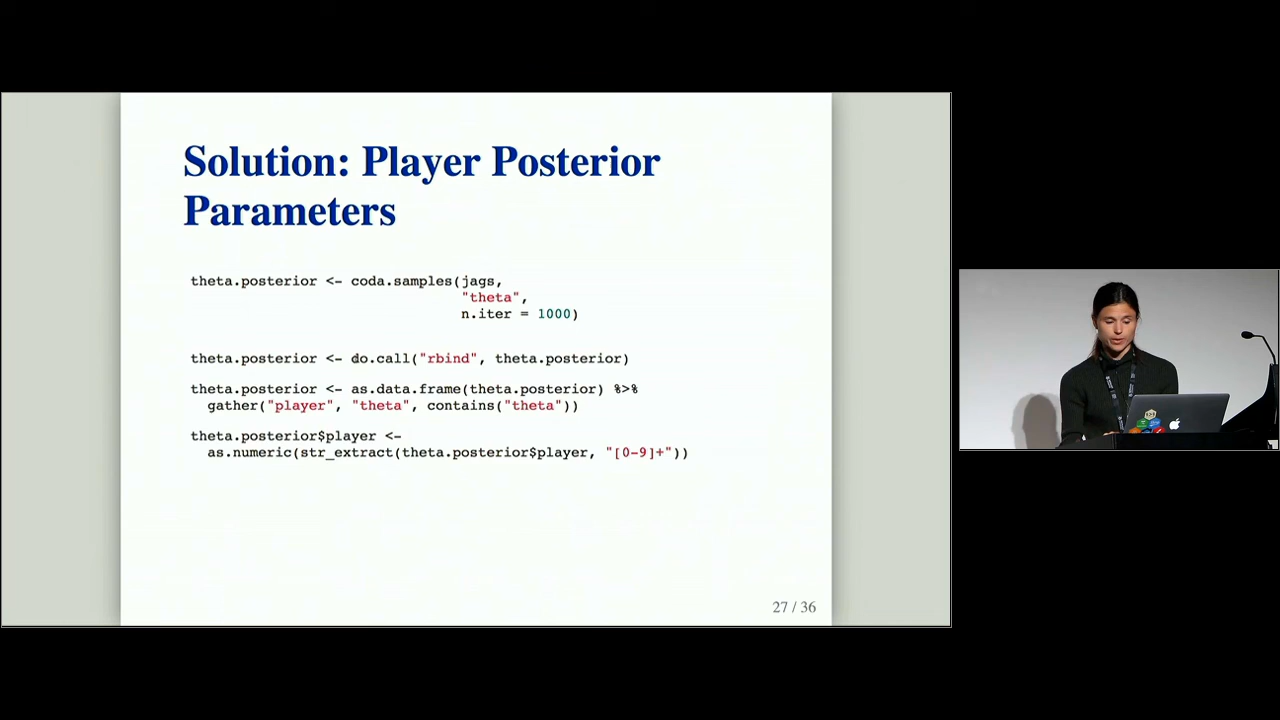 Solution: Player Posterior
Parameters
theta.posterior <- coda.samples(jags,
"theta",
n.iter = 1000)
theta.posterior <- do.call("rbind", theta.posterior)
theta.posterior <- as.data.frame(theta.posterior) %>%
gather("player", "theta", contains("theta"))
theta.posterior$player <-
as.numeric(str_extract(theta.posterior$player, "[0-9]+"))
27 / 36